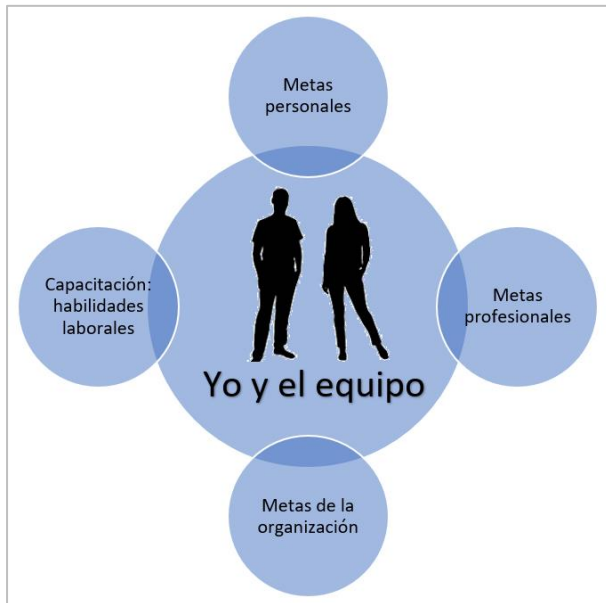 Metas
personales
Capacitación:
habilidades
laborales
Metas
profesionales
Yo y el equipo
Metas de la
organización